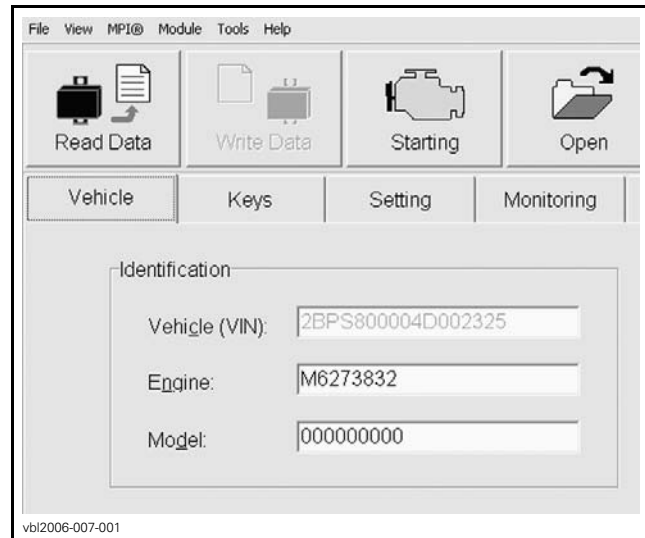 File View MPI® Module Tools Help
Read Data Write Data Starting Open
Vehicle Keys Setting Monitoring
Identification
Vehicle (VIN): 2BPS800004D002325
Engine: M6273832
Model: 000000000
vbl2006-007-001